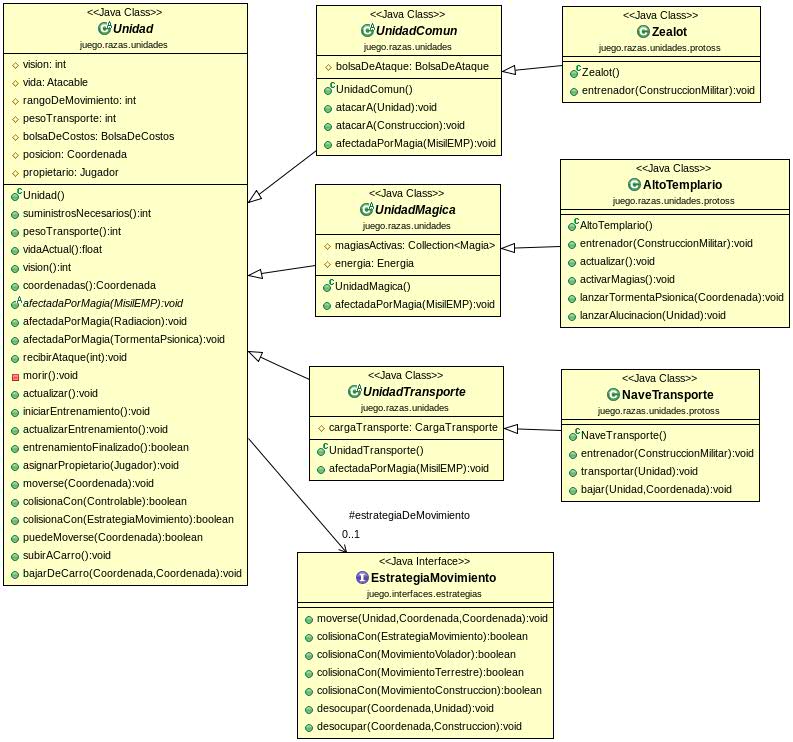 <<Java Class>>
Unidad
juego.razas.unidades
vision: int
vida: Atacable
rangoDeMovimiento: int
pesoTransporte: int
bolsaDeCostos: BolsaDeCostos
posicion: Coordenada
propietario: Jugador
Unidad()
suministrosNecesarios():int
pesoTransporte():int
vidaActual():float
vision():int
coordenadas():Coordenada
afectadaPorMagia(MisilEMP):void
afectadaPorMagia(Radiacion):void
afectadaPorMagia(TormentaPsionica):void
recibirAtaque(int):void
morir():void
actualizar():void
iniciarEntrenamiento():void
actualizarEntrenamiento():void
entrenamientoFinalizado():boolean
asignarPropietario(Jugador):void
moverse(Coordenada):void
colisionaCon(Controlable):boolean
colisionaCon(EstrategiaMovimiento):boolean
puedeMoverse(Coordenada):boolean
subirACarro():void
bajarDeCarro(Coordenada,Coordenada):void
<<Java Class>>
UnidadComun
juego.razas.unidades
bolsaDeAtaque: BolsaDeAtaque
UnidadComun()
atacarA(Unidad):void
atacarA(Construccion):void
afectadaPorMagia(MisilEMP):void
<<Java Class>>
Zealot
juego.razas.unidades.protoss
Zealot()
entrenador(ConstruccionMilitar):void
<<Java Class>>
UnidadMagica
juego.razas.unidades
magiasActivas: Collection<Magia>
energia: Energia
UnidadMagica()
afectadaPorMagia(MisilEMP):void
<<Java Class>>
AltoTemplario
juego.razas.unidades.protoss
AltoTemplario()
entrenador(ConstruccionMilitar):void
actualizar():void
activarMagias():void
lanzarTormentaPsionica(Coordenada):void
lanzarAlucinacion(Unidad):void
<<Java Class>>
UnidadTransporte
juego.razas.unidades
cargaTransporte: CargaTransporte
UnidadTransporte()
afectadaPorMagia(MisilEMP):void
<<Java Class>>
NaveTransporte
juego.razas.unidades.protoss
NaveTransporte()
entrenador(ConstruccionMilitar):void
transportar(Unidad):void
bajar(Unidad,Coordenada):void
#estrategiaDeMovimiento
0..1
<<Java Interface>>
EstrategiaMovimiento
juego.interfaces.estrategias
moverse(Unidad,Coordenada,Coordenada):void
colisionaCon(EstrategiaMovimiento):boolean
colisionaCon(MovimientoVolador):boolean
colisionaCon(MovimientoTerrestre):boolean
colisionaCon(MovimientoConstruccion):boolean
desocupar(Coordenada,Unidad):void
desocupar(Coordenada,Construccion):void